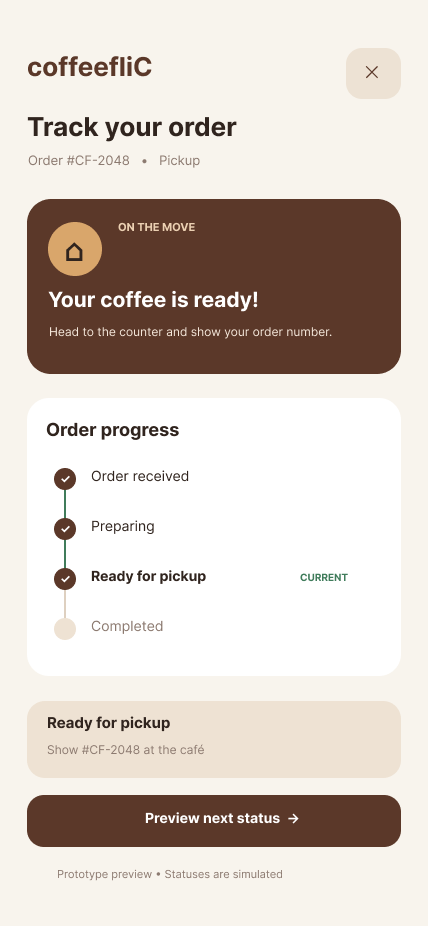 coffeefliC
Track your order
Order #CF-2048 • Pickup
ON THE MOVE
Your coffee is ready!
Head to the counter and show your order number.
Order progress
Order received
Preparing
Ready for pickup CURRENT
Completed
Ready for pickup
Show #CF-2048 at the café
Preview next status →
Prototype preview • Statuses are simulated